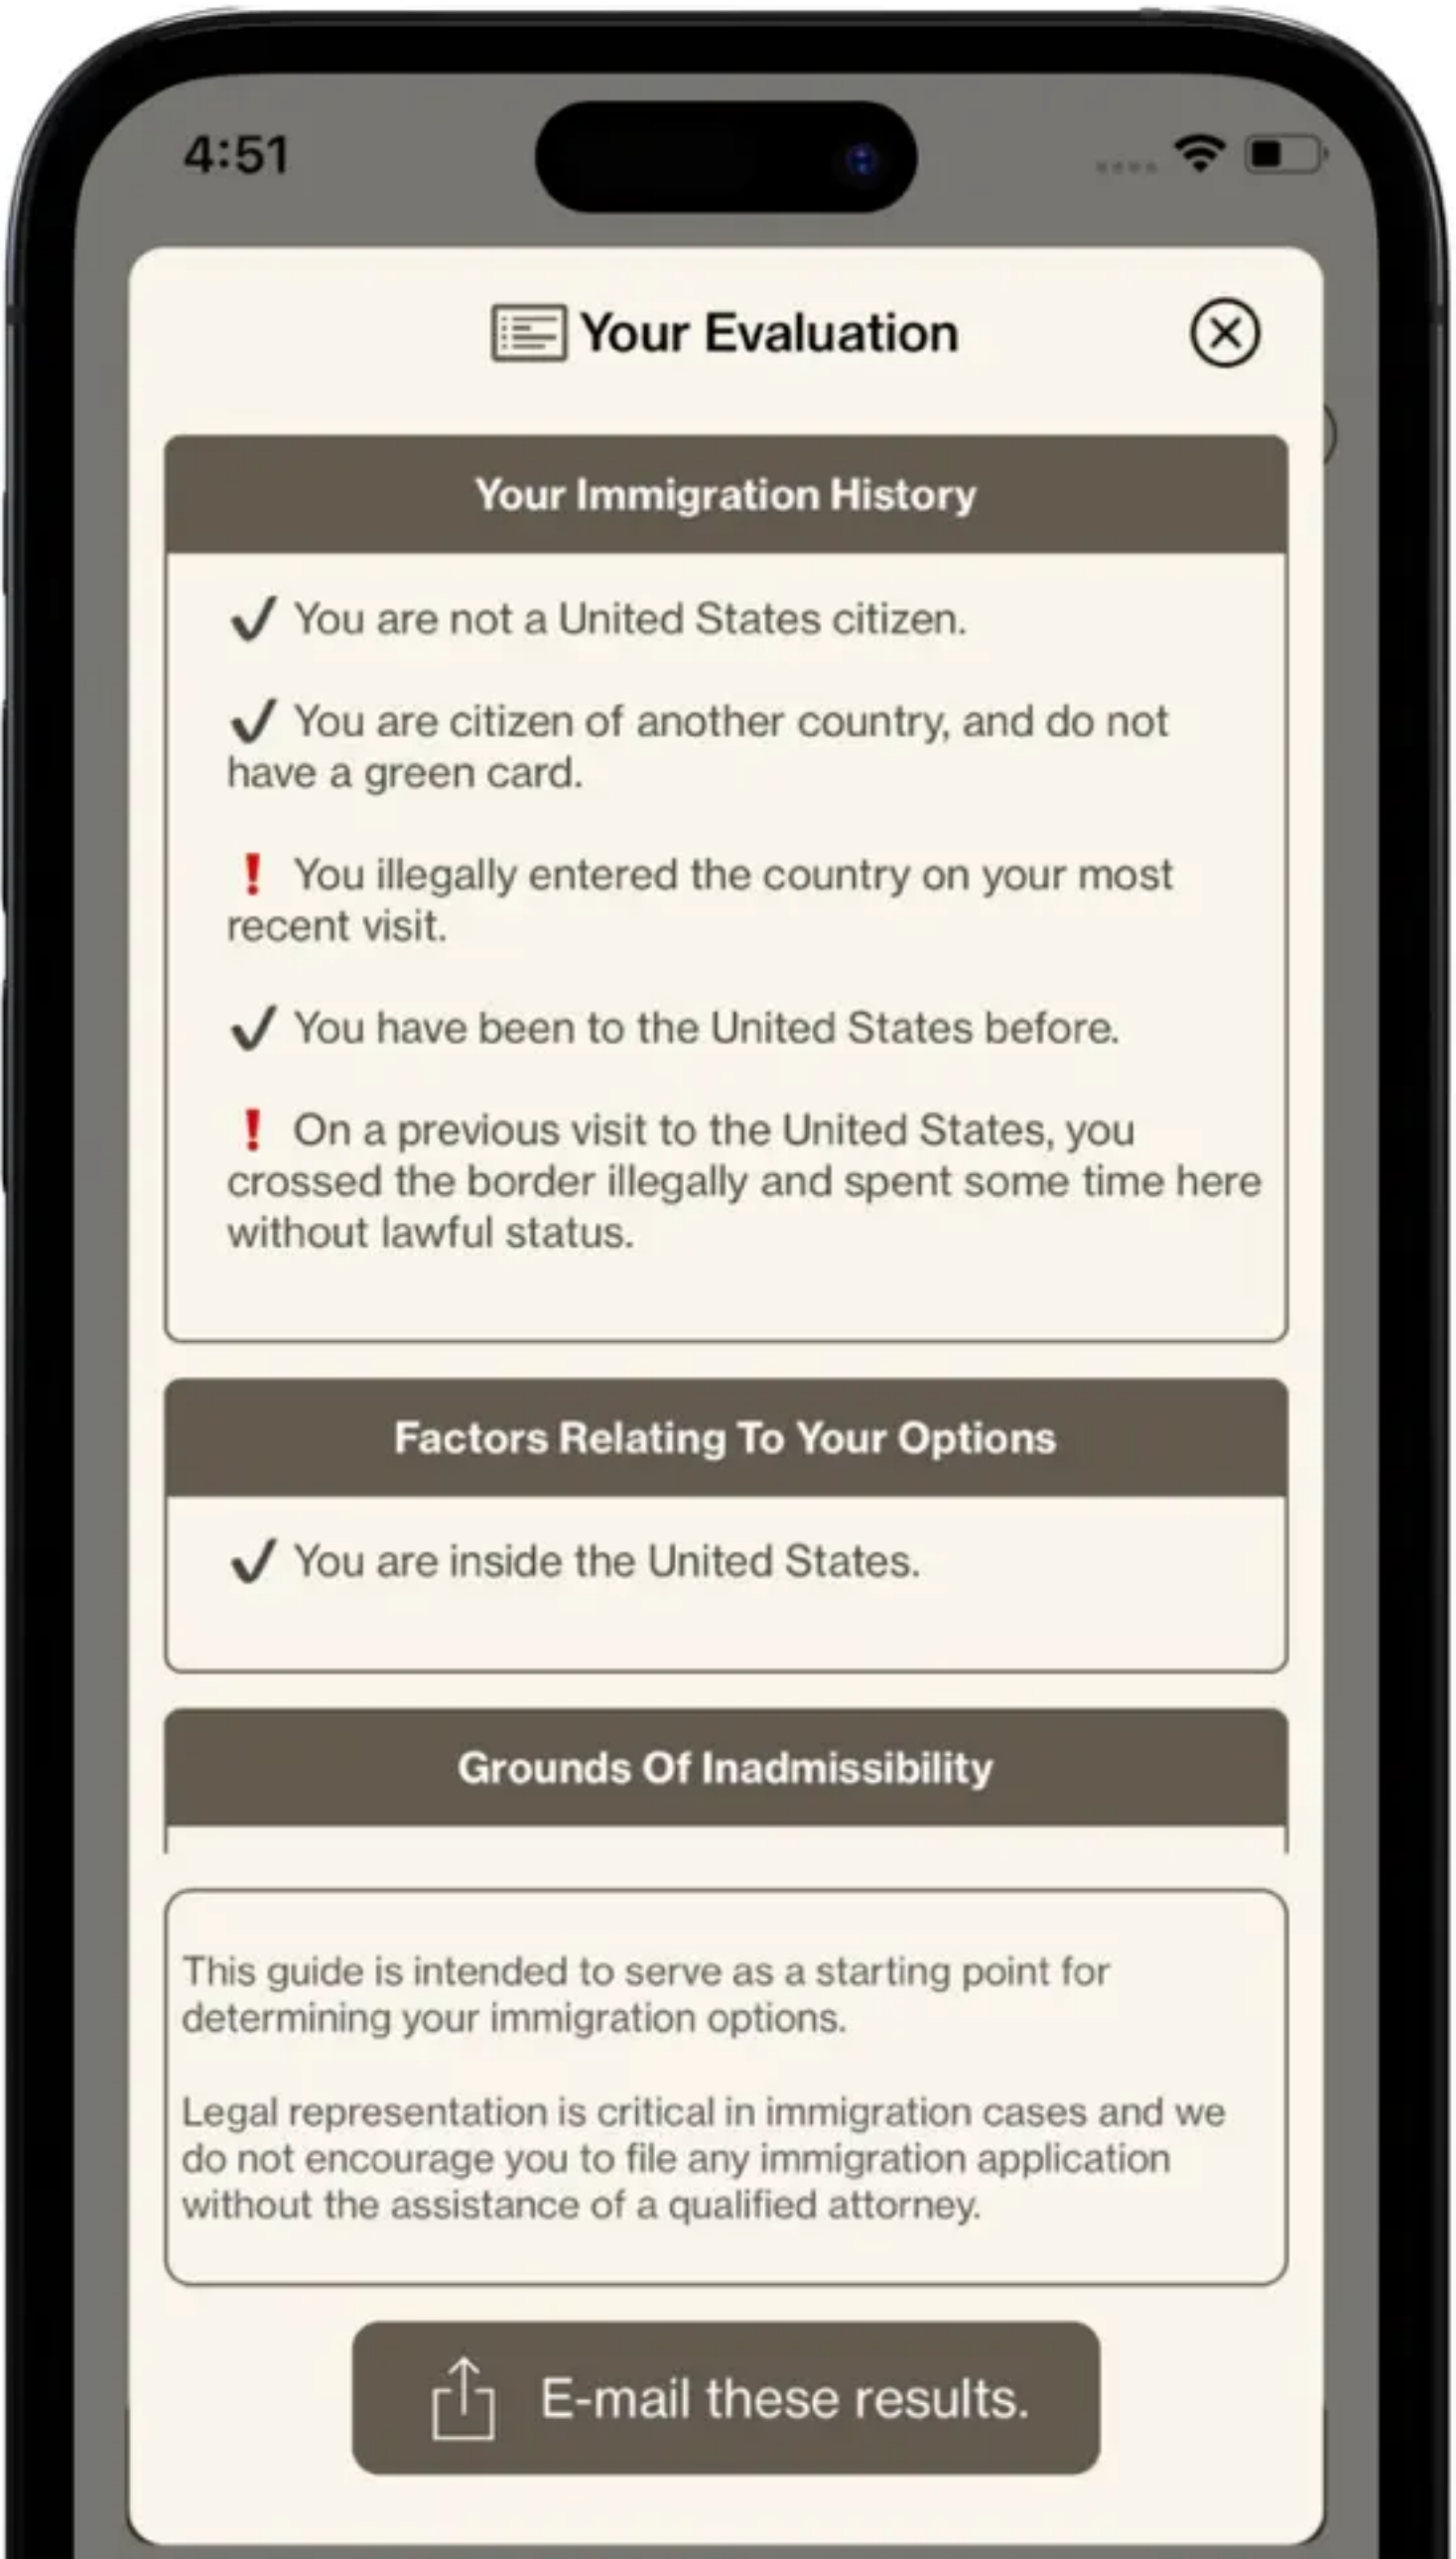 4:51
Your Evaluation
Your Immigration History
✓ You are not a United States citizen.
✓ You are citizen of another country, and do not
have a green card.
! You illegally entered the country on your most
recent visit.
✓ You have been to the United States before.
! On a previous visit to the United States, you
crossed the border illegally and spent some time here
without lawful status.
Factors Relating To Your Options
✓ You are inside the United States.
Grounds Of Inadmissibility
This guide is intended to serve as a starting point for
determining your immigration options.
Legal representation is critical in immigration cases and we
do not encourage you to file any immigration application
without the assistance of a qualified attorney.
E-mail these results.